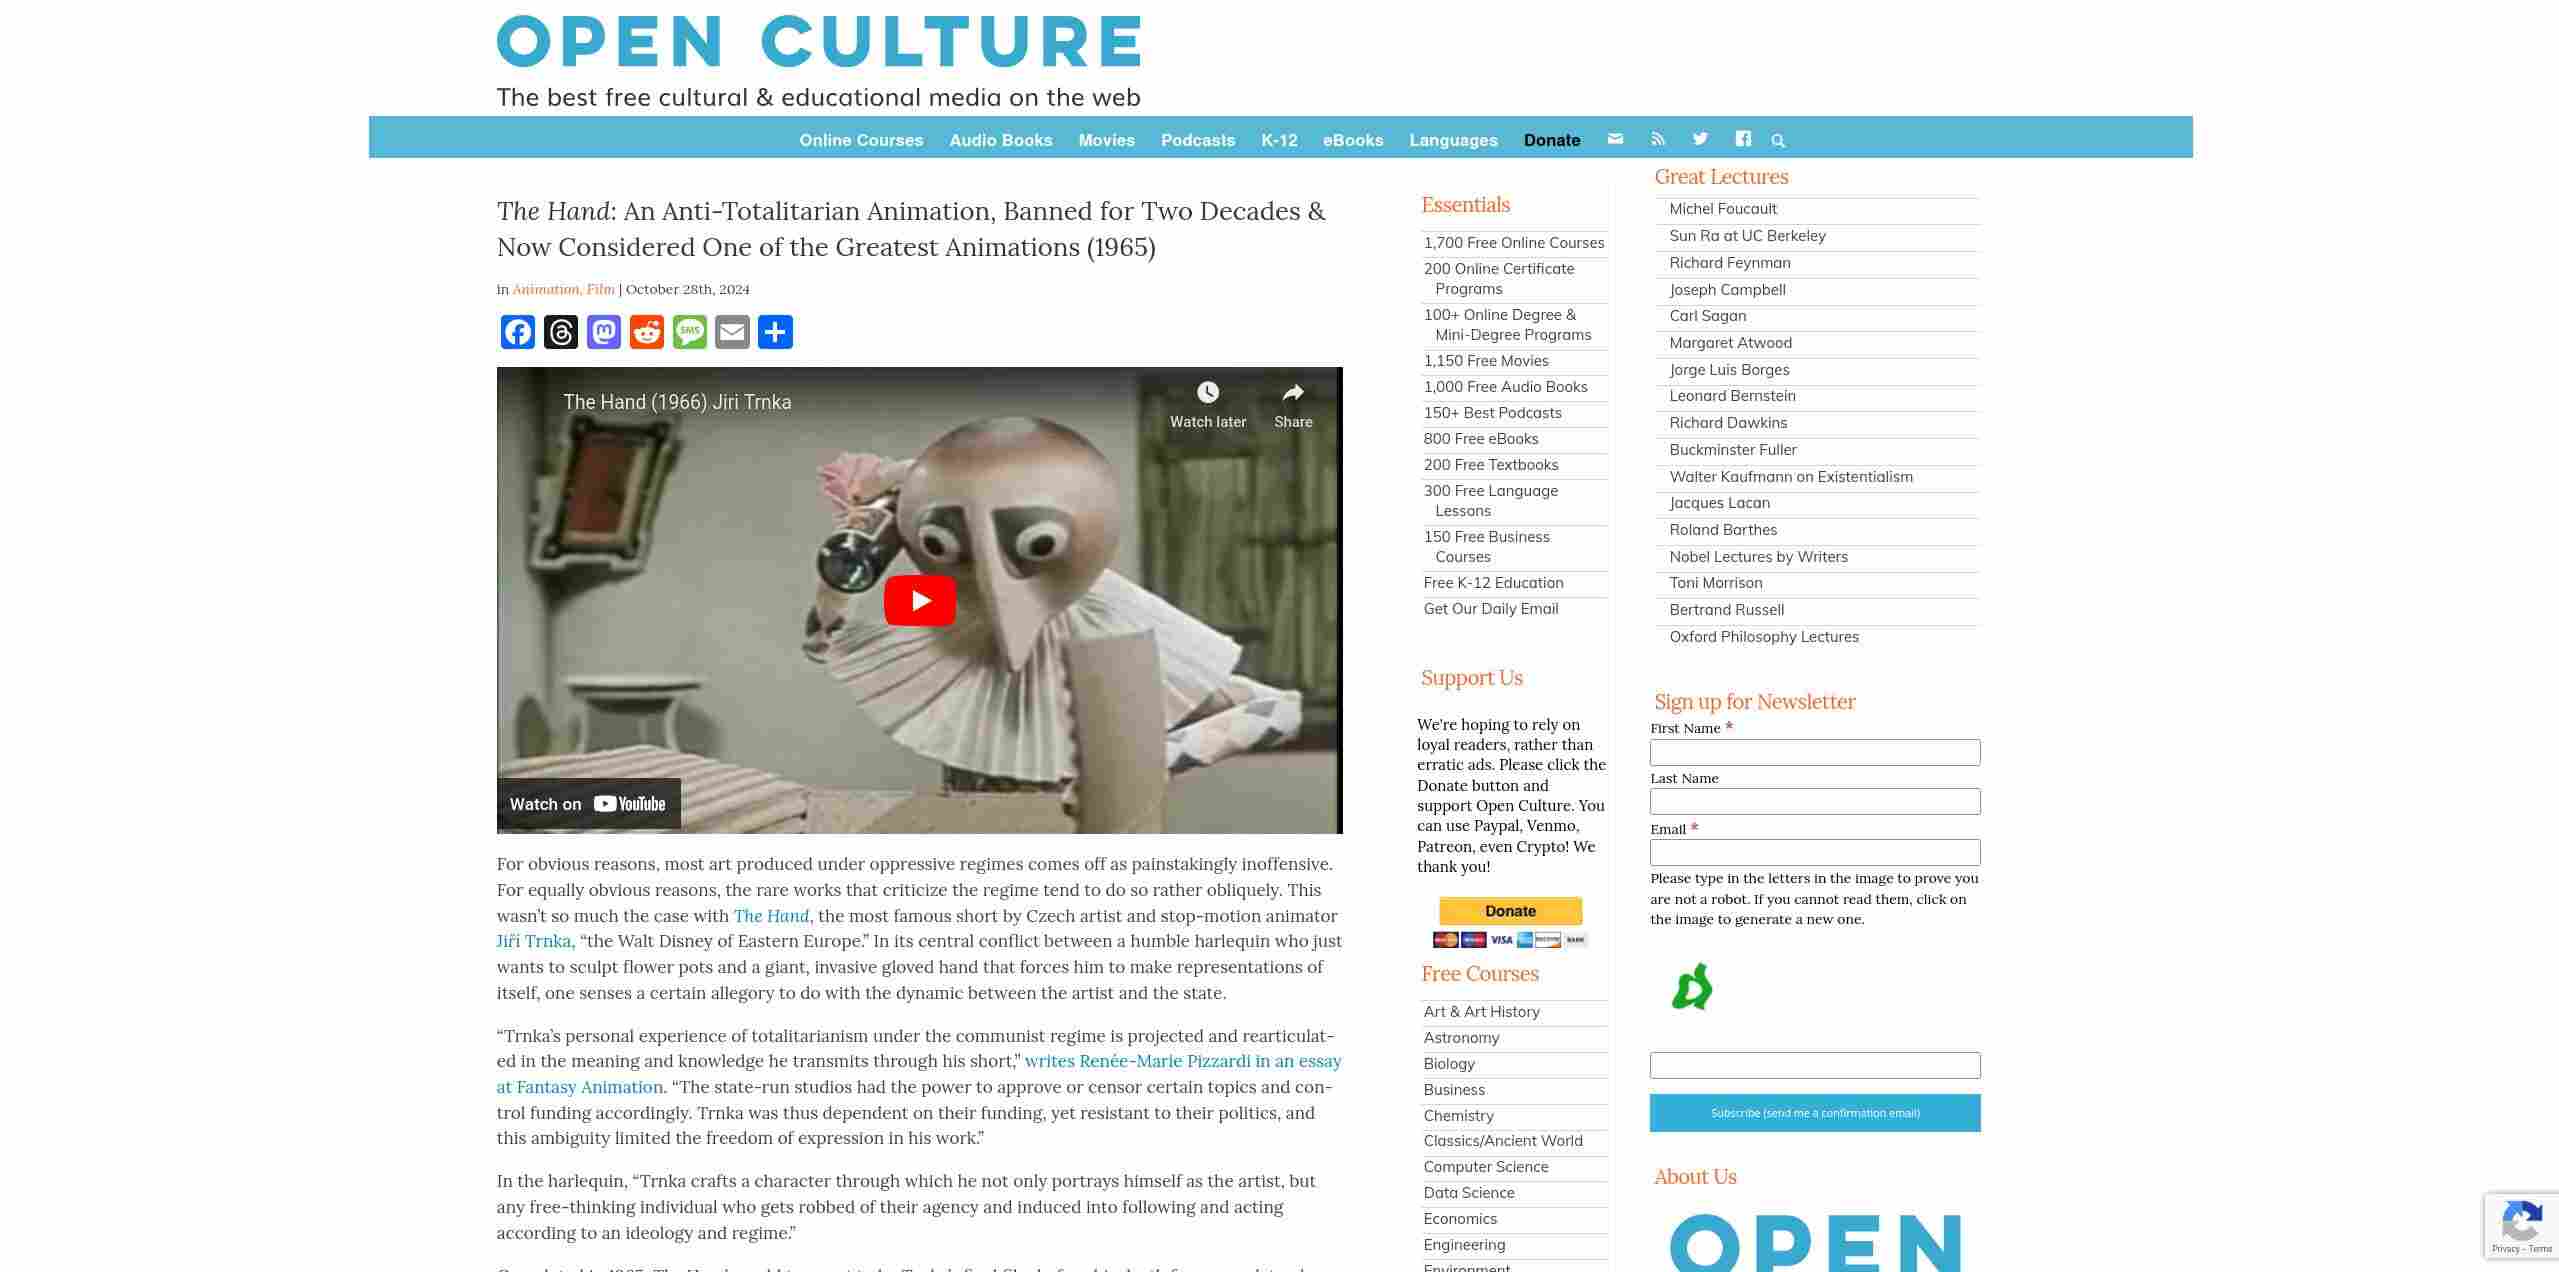 OPEN CULTURE
The best free cultural & educational media on the web
Online Courses Audio Books Movies Podcasts K-12 eBooks Languages Donate
The Hand: An Anti-Totalitarian Animation, Banned for Two Decades &
Now Considered One of the Greatest Animations (1965)
in Animation, Film | October 28th, 2024
SMS
The Hand (1966) Jiri Trnka
Watch later
Share
Watch on YouTube
For obvious reasons, most art produced under oppressive regimes comes off as painstakingly inoffensive.
For equally obvious reasons, the rare works that criticize the regime tend to do so rather obliquely. This
wasn't so much the case with The Hand, the most famous short by Czech artist and stop-motion animator
Jiří Trnka, “the Walt Disney of Eastern Europe.” In its central conflict between a humble harlequin who just
wants to sculpt flower pots and a giant, invasive gloved hand that forces him to make representations of
itself, one senses a certain allegory to do with the dynamic between the artist and the state.
“Trnka’s personal experience of totalitarianism under the communist regime is projected and rearticulat-
ed in the meaning and knowledge he transmits through his short,” writes Renée-Marie Pizzardi in an essay
at Fantasy Animation. “The state-run studios had the power to approve or censor certain topics and con-
trol funding accordingly. Trnka was thus dependent on their funding, yet resistant to their politics, and
this ambiguity limited the freedom of expression in his work.”
In the harlequin, “Trnka crafts a character through which he not only portrays himself as the artist, but
any free-thinking individual who gets robbed of their agency and induced into following and acting
according to an ideology and regime.”
Essentials
1,700 Free Online Courses
200 Online Certificate
Programs
100+ Online Degree &
Mini-Degree Programs
1,150 Free Movies
1,000 Free Audio Books
150+ Best Podcasts
800 Free eBooks
200 Free Textbooks
300 Free Language
Lessons
150 Free Business
Courses
Free K-12 Education
Get Our Daily Email
Support Us
We're hoping to rely on
loyal readers, rather than
erratic ads. Please click the
Donate button and
support Open Culture. You
can use Paypal, Venmo,
Patreon, even Crypto! We
thank you!
Donate
VISA
Free Courses
Art & Art History
Astronomy
Biology
Business
Chemistry
Classics/Ancient World
Computer Science
Data Science
Economics
Engineering
Environment
Great Lectures
Michel Foucault
Sun Ra at UC Berkeley
Richard Feynman
Joseph Campbell
Carl Sagan
Margaret Atwood
Jorge Luis Borges
Leonard Bernstein
Richard Dawkins
Buckminster Fuller
Walter Kaufmann on Existentialism
Jacques Lacan
Roland Barthes
Nobel Lectures by Writers
Toni Morrison
Bertrand Russell
Oxford Philosophy Lectures
Sign up for Newsletter
First Name *
Last Name
Email *
Please type in the letters in the image to prove you
are not a robot. If you cannot read them, click on
the image to generate a new one.
Subscribe (send me a confirmation email)
About Us
OPEN
Privacy - Terms